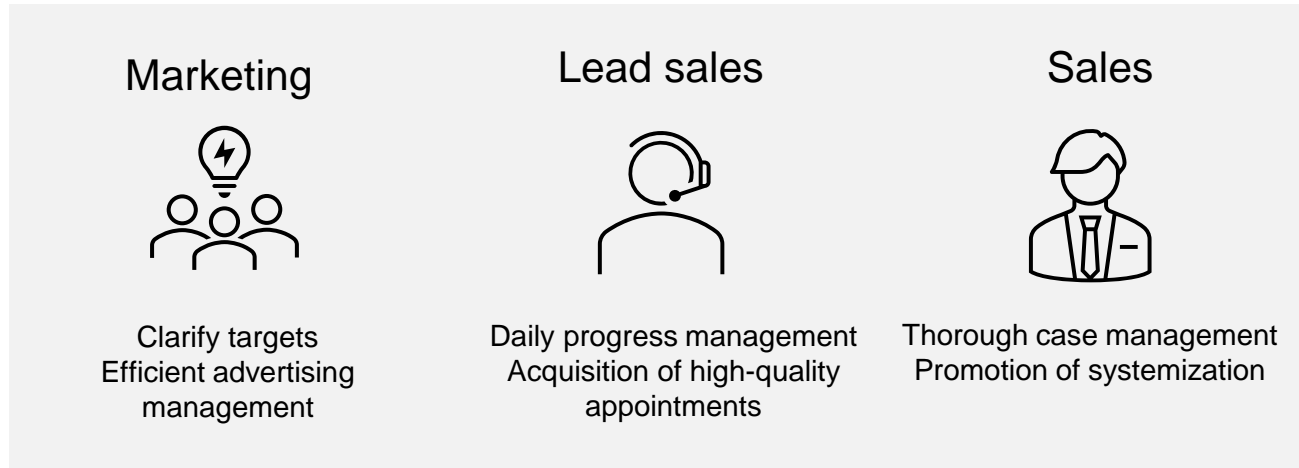 Marketing
Clarify targets
Efficient advertising
management
Lead sales
Daily progress management
Acquisition of high-quality
appointments
Sales
Thorough case management
Promotion of systemization